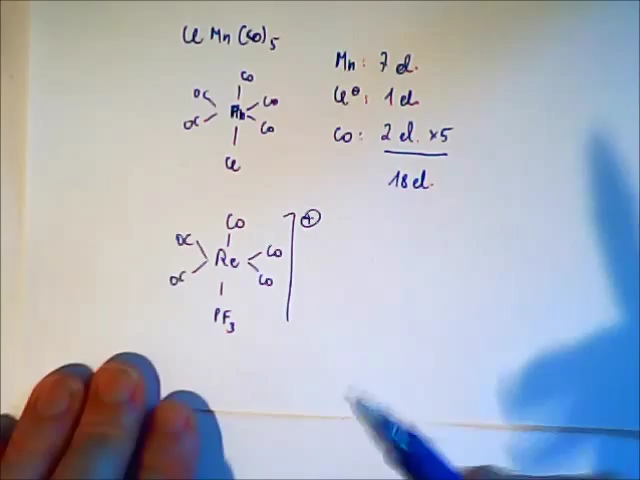 Cl Mn (CO)5
Mn: 7 el.
Cl⊖: 1 el.
CO: 2 el. x5
18 el.
CO
OC CO
Mn
OC CO
Cl
CO ⊕
OC CO
Re
OC CO
PF3